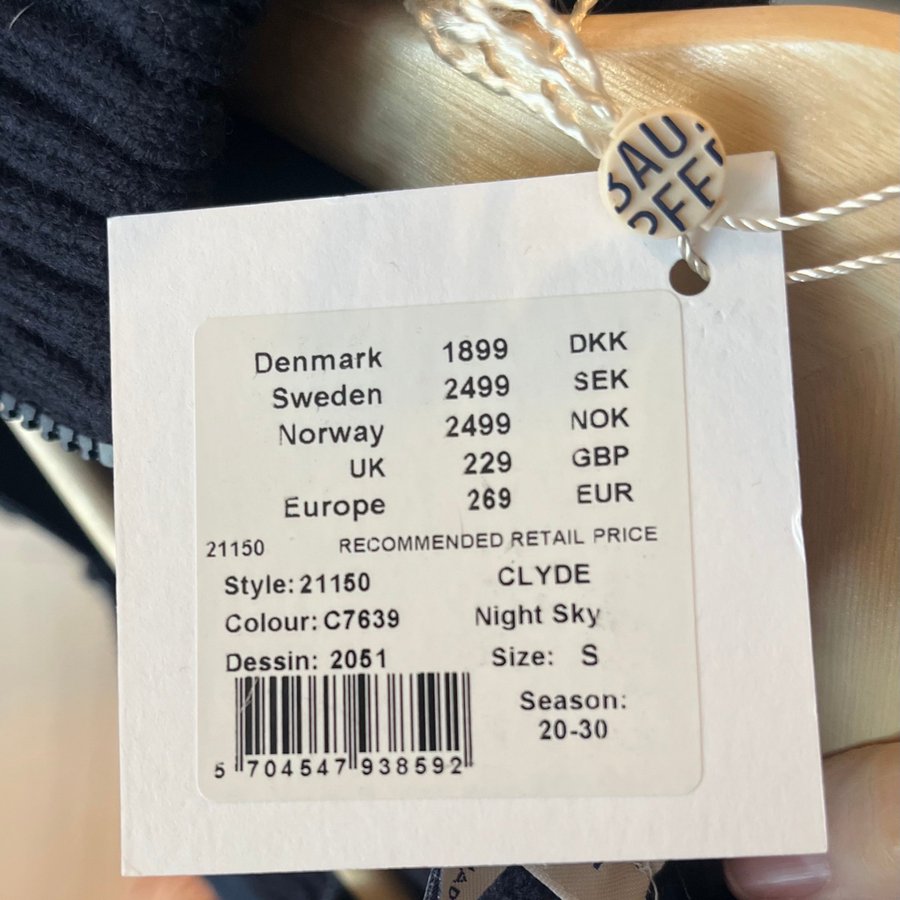 Denmark 1899 DKK
Sweden 2499 SEK
Norway 2499 NOK
UK 229 GBP
Europe 269 EUR
21150 RECOMMENDED RETAIL PRICE
Style: 21150 CLYDE
Colour: C7639 Night Sky
Dessin: 2051 Size: S
Season:
20-30
5 704547 938592